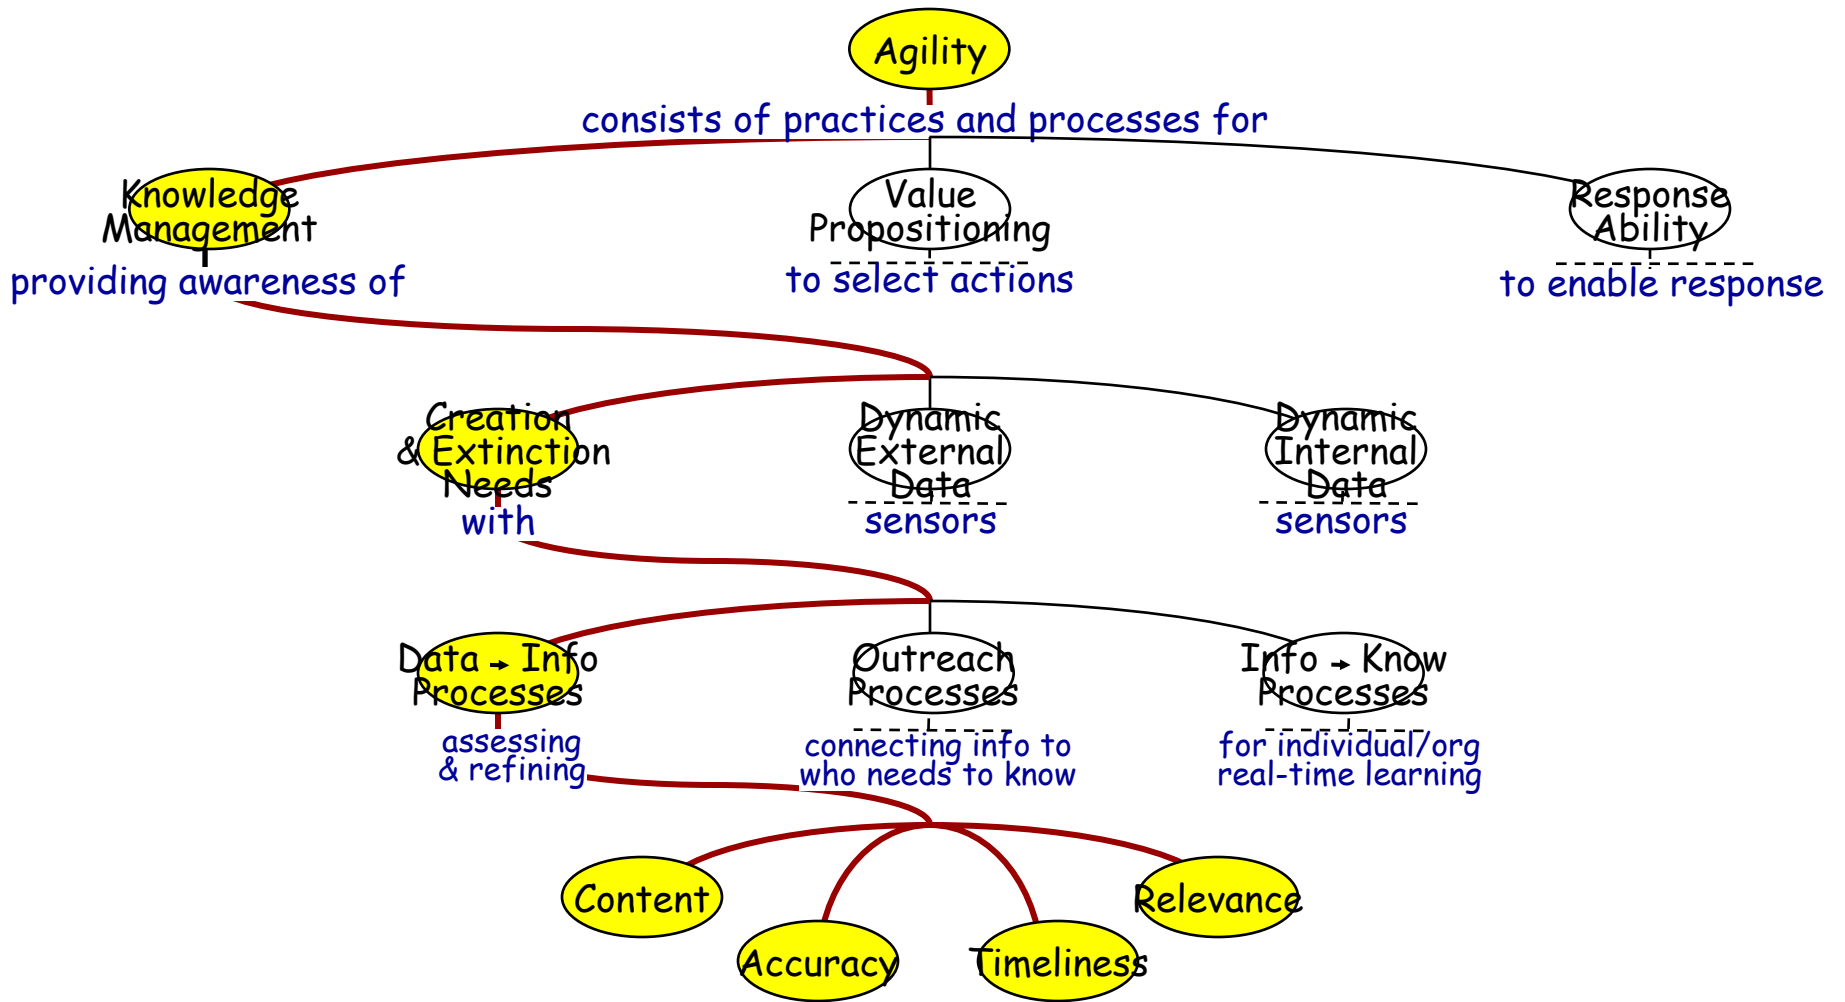 Agility
consists of practices and processes for
Knowledge
Management
Value
Propositioning
Response
Ability
providing awareness of
to select actions
to enable response
Creation
& Extinction
Needs
Dynamic
External
Data
Dynamic
Internal
Data
with
sensors
sensors
Data → Info
Processes
Outreach
Processes
Info → Know
Processes
assessing
& refining
connecting info to
who needs to know
for individual/org
real-time learning
Content
Accuracy
Timeliness
Relevance